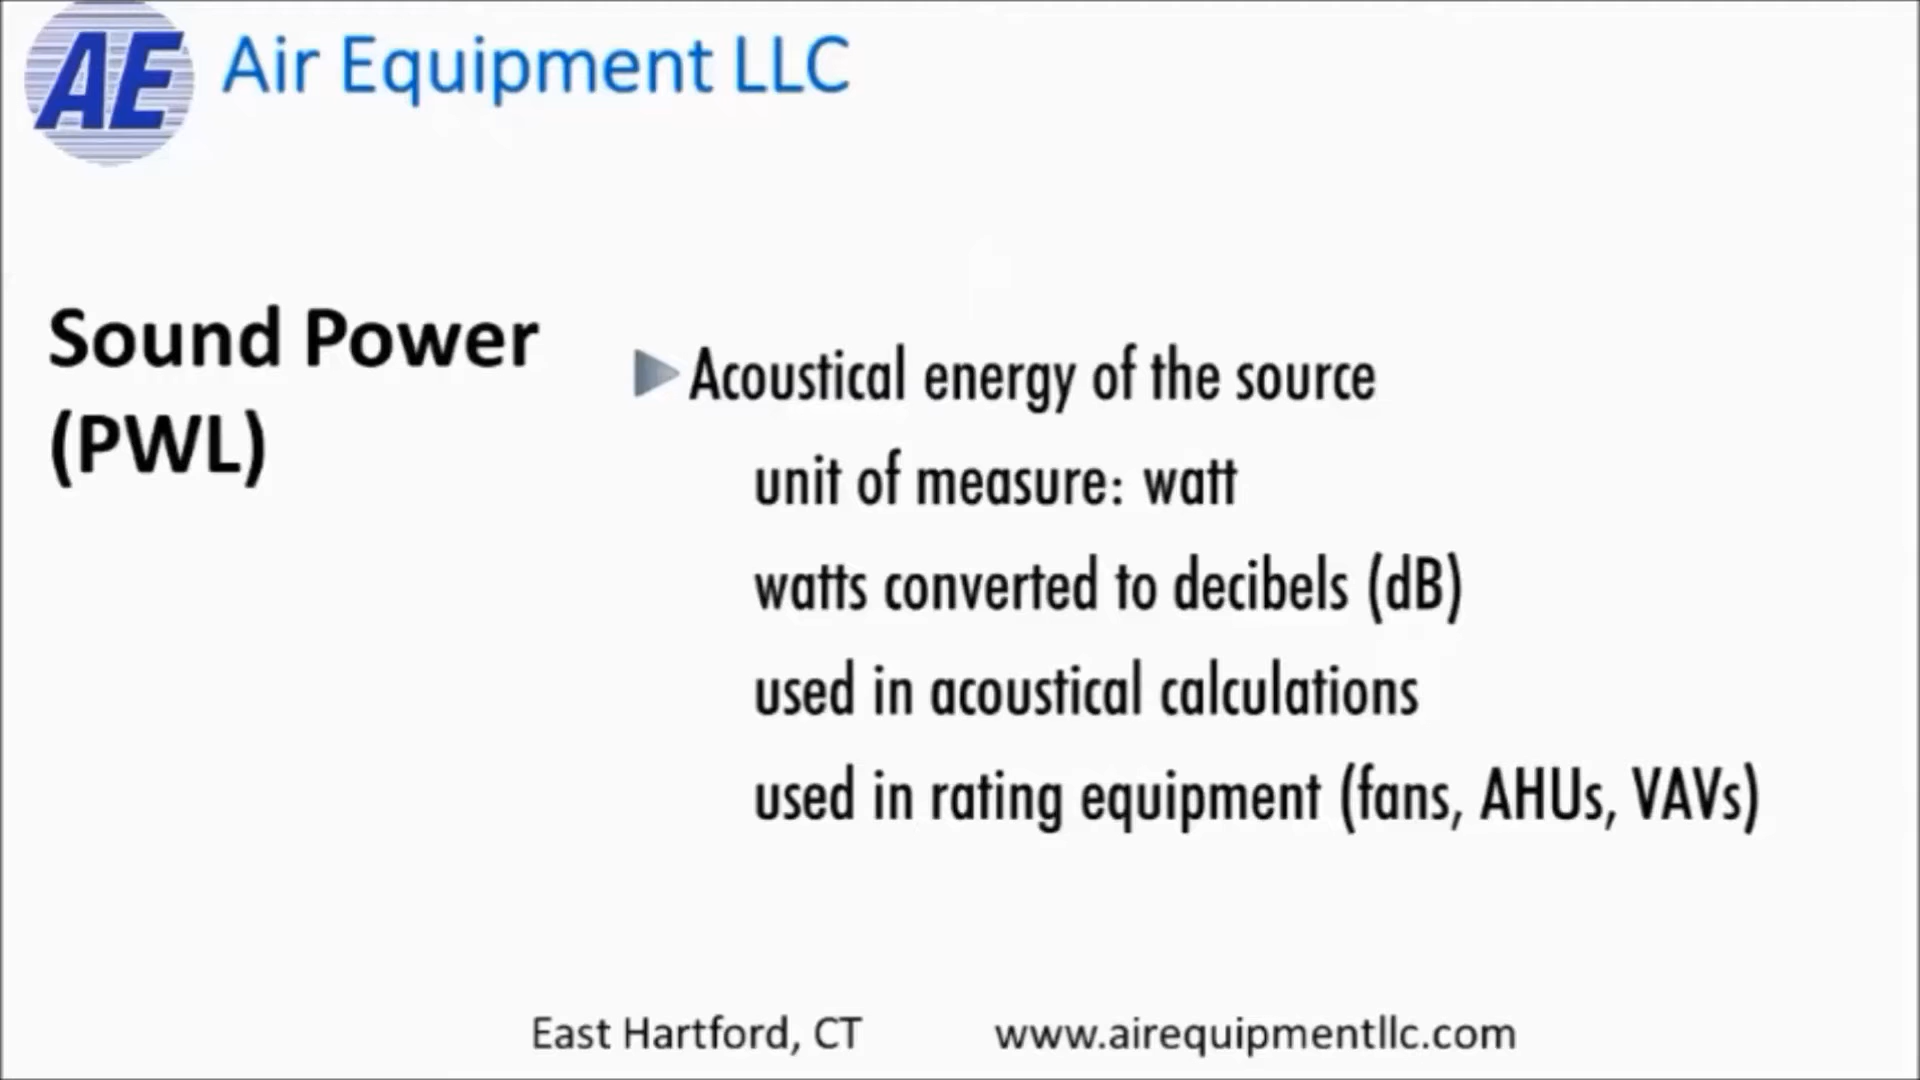 AE
Air Equipment LLC
Sound Power
(PWL)
Acoustical energy of the source
unit of measure: watt
watts converted to decibels (dB)
used in acoustical calculations
used in rating equipment (fans, AHUs, VAVs)
East Hartford, CT
www.airequipmentllc.com